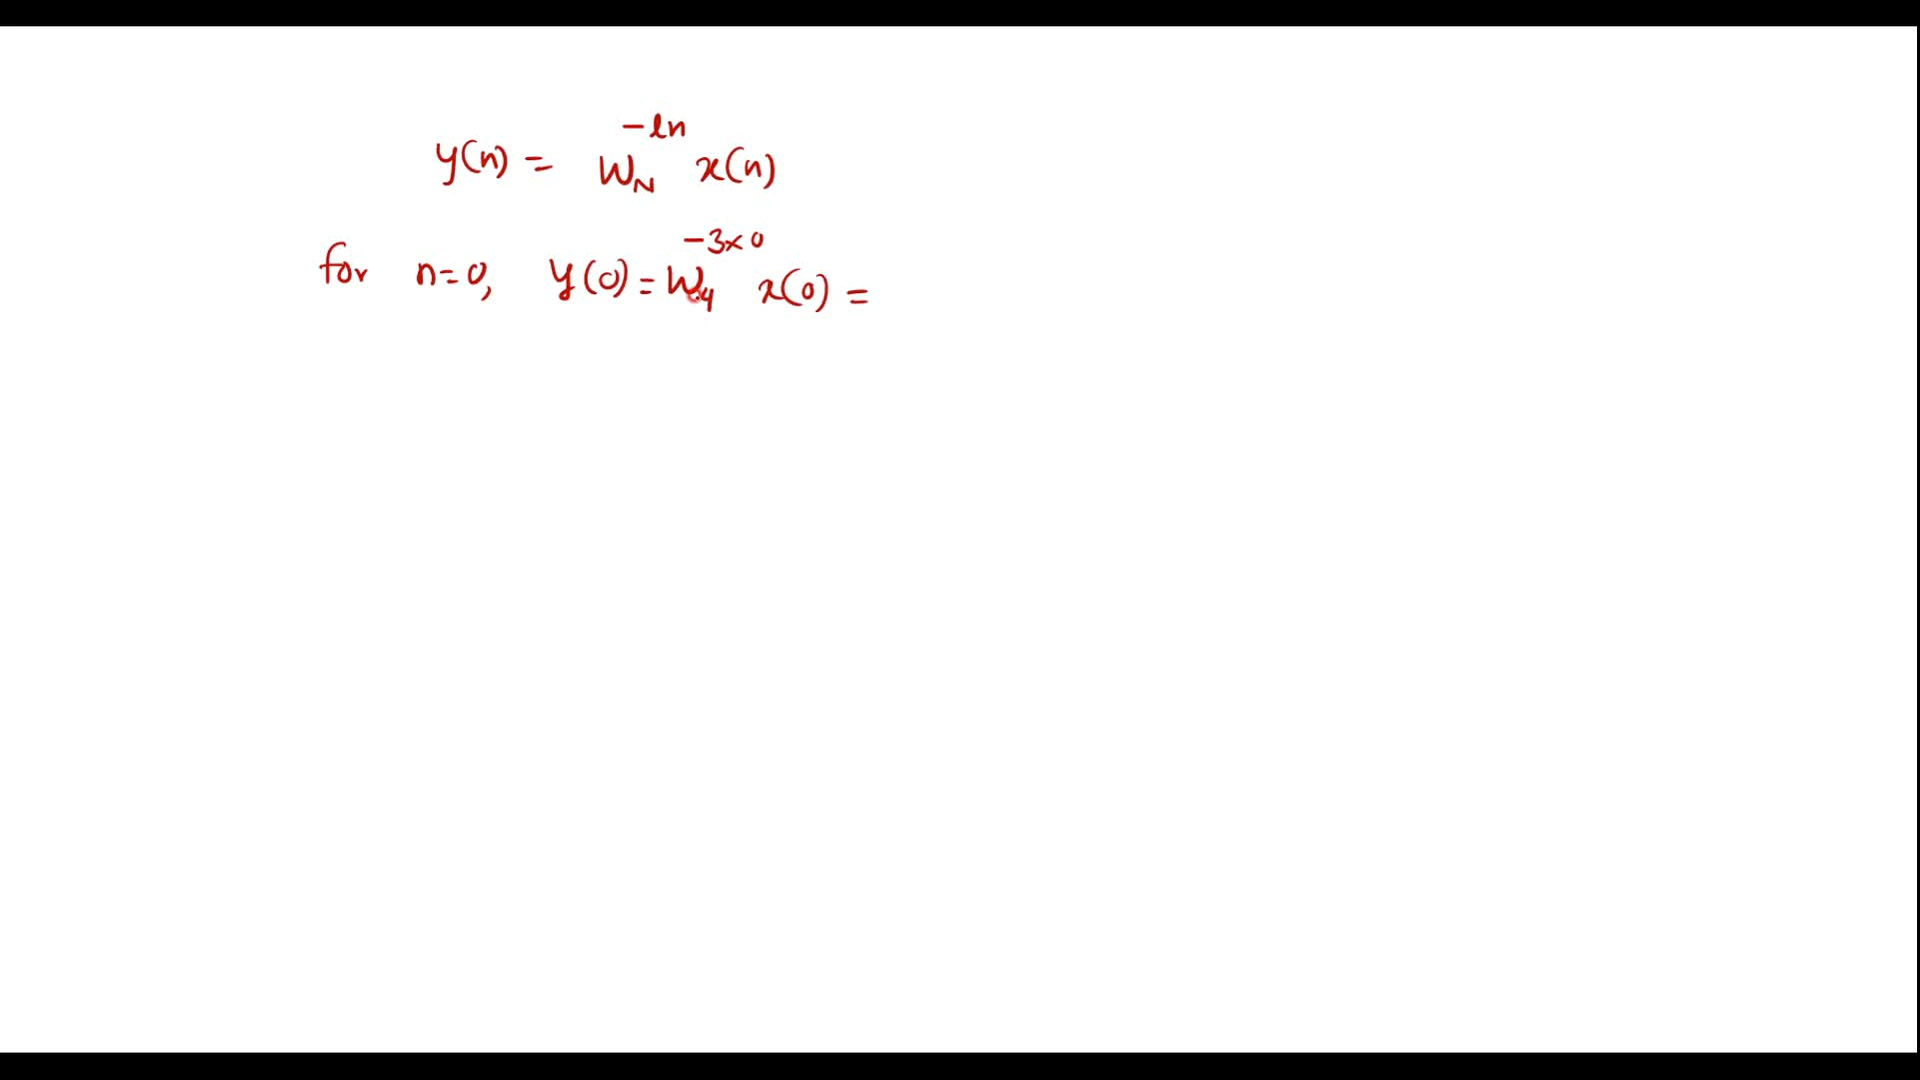 y(n) = W_N^{-ln} x(n)
for n=0, y(0) = W_4^{-3×0} x(0) =